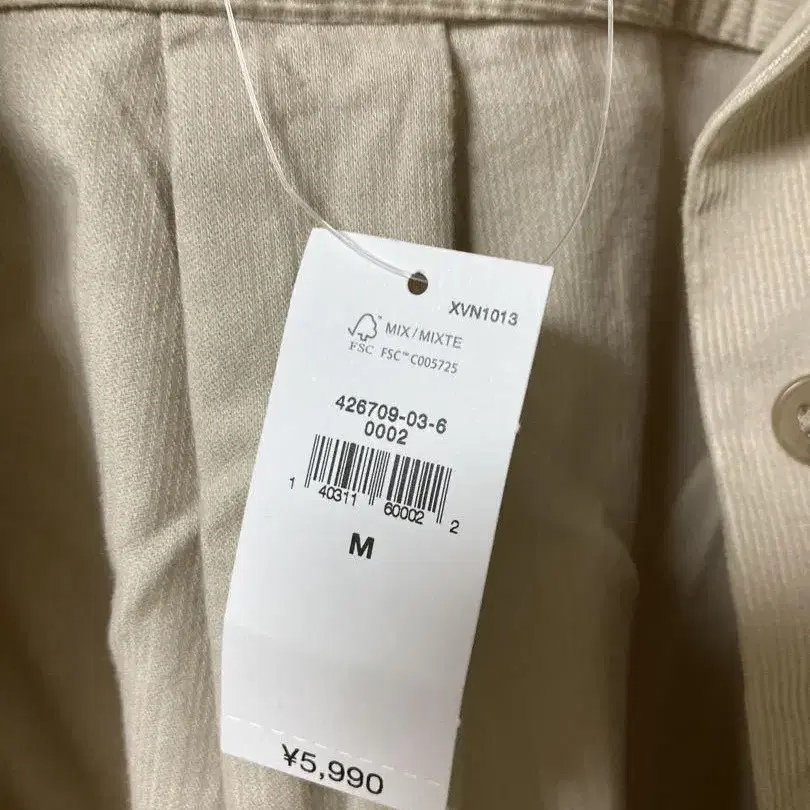 XVN1013
MIX/MIXTE
FSC FSC™ C005725
426709-03-6
0002
1 40311 60002 2
M
¥5,990